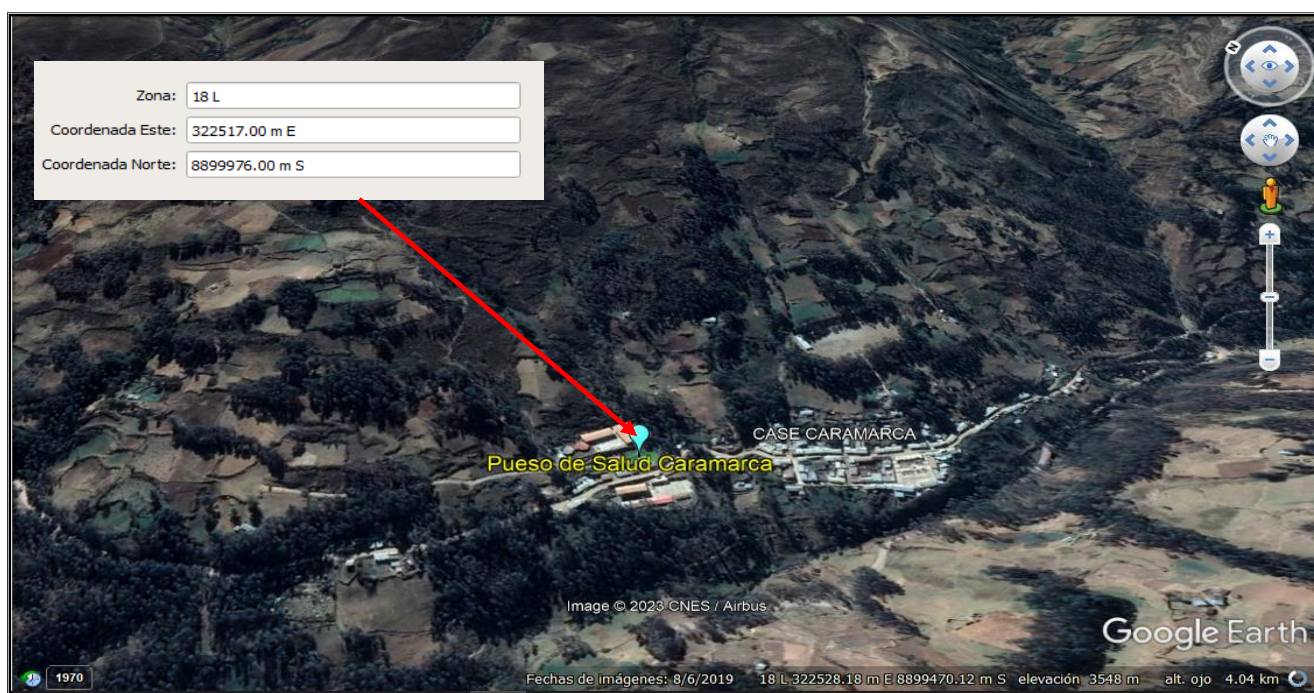 Zona: 18 L
Coordenada Este: 322517.00 m E
Coordenada Norte: 8899976.00 m S
N
CASE CARAMARCA
Pueso de Salud Caramarca
Image © 2023 CNES / Airbus
Google Earth
1970
Fechas de imágenes: 8/6/2019 18 L 322528.18 m E 8899470.12 m S elevación 3548 m alt. ojo 4.04 km